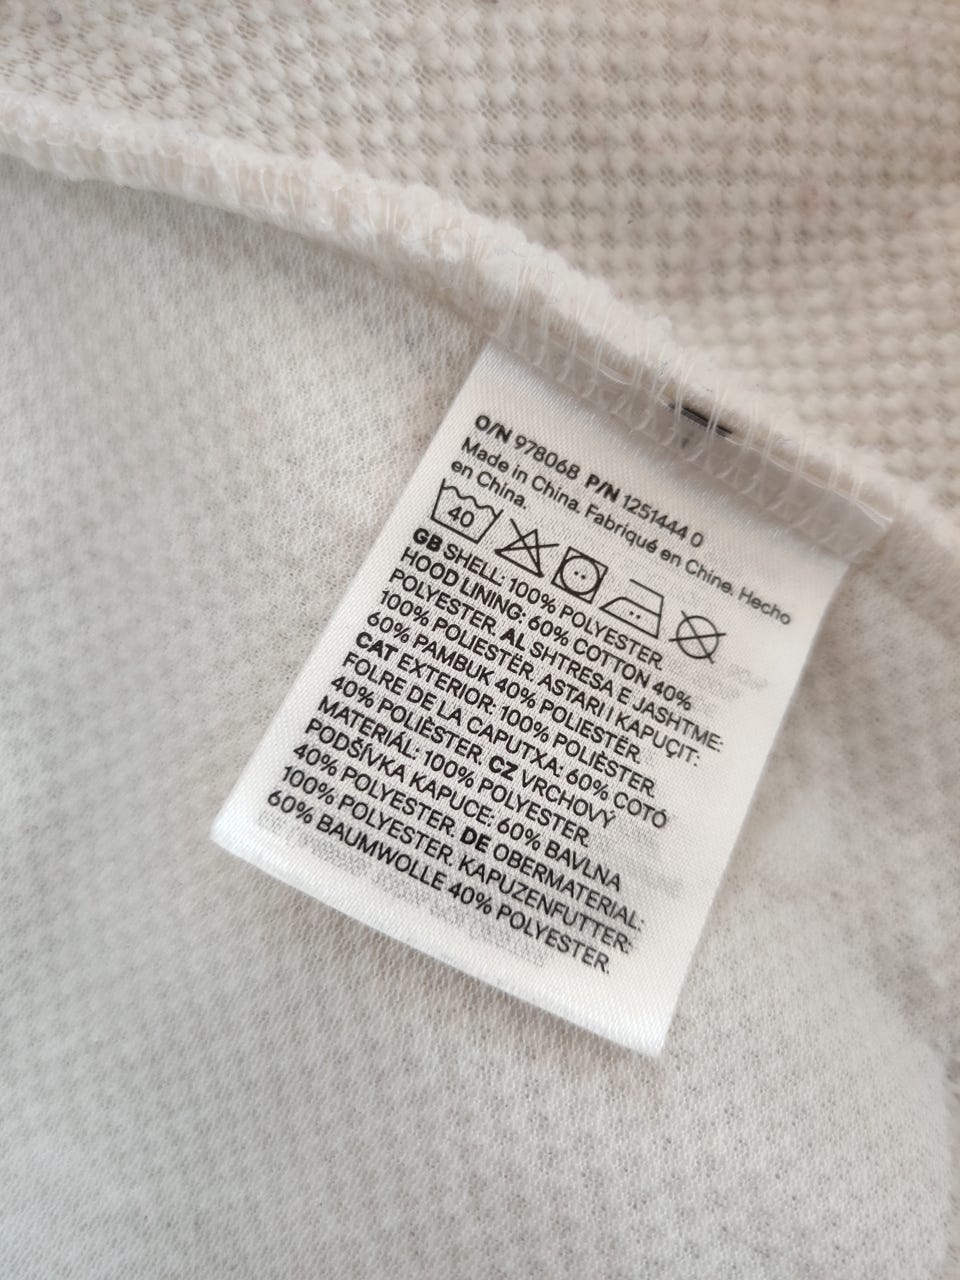 O/N 978068 P/N 1251444 0
Made in China. Fabriqué en Chine. Hecho
en China.
40
GB SHELL: 100% POLYESTER.
HOOD LINING: 60% COTTON 40%
POLYESTER. AL SHTRESA E JASHTME:
100% POLIESTËR. ASTARI I KAPUÇIT:
60% PAMBUK 40% POLIESTËR.
CAT EXTERIOR: 100% POLIÈSTER.
FOLRE DE LA CAPUTXA: 60% COTÓ
40% POLIÈSTER. CZ VRCHOVÝ
MATERIÁL: 100% POLYESTER.
PODŠÍVKA KAPUCE: 60% BAVLNA
40% POLYESTER. DE OBERMATERIAL:
100% POLYESTER. KAPUZENFUTTER:
60% BAUMWOLLE 40% POLYESTER.